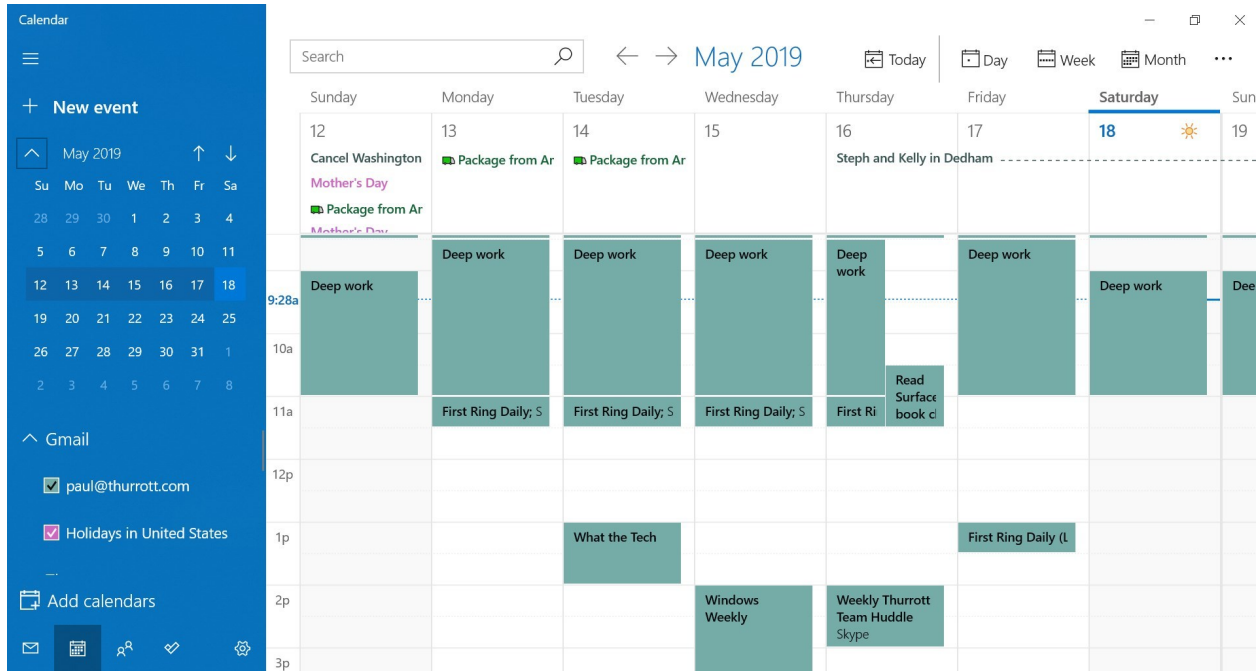 Calendar
New event
May 2019
Su Mo Tu We Th Fr Sa
28 29 30 1 2 3 4
5 6 7 8 9 10 11
12 13 14 15 16 17 18
19 20 21 22 23 24 25
26 27 28 29 30 31 1
2 3 4 5 6 7 8
Gmail
paul@thurrott.com
Holidays in United States
Add calendars
Search
May 2019
Today
Day
Week
Month
Sunday Monday Tuesday Wednesday Thursday Friday Saturday Sun
12 13 14 15 16 17 18 19
Cancel Washington
Mother's Day
Package from Ar
Mother's Day
Package from Ar
Package from Ar
Steph and Kelly in Dedham
9:28a
10a
11a
12p
1p
2p
3p
Deep work
Deep work
First Ring Daily; S
Deep work
First Ring Daily; S
What the Tech
Deep work
First Ring Daily; S
Windows
Weekly
Deep
work
First Ri
Read
Surface
book cl
Weekly Thurrott
Team Huddle
Skype
Deep work
First Ring Daily (L
Deep work
Dee